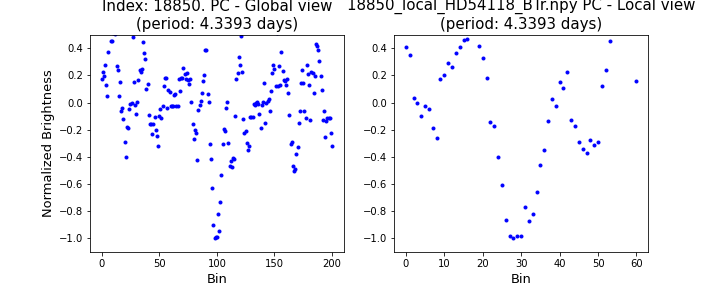 Index: 18850. PC - Global view
(period: 4.3393 days)
18850_local_HD54118_BTfr.npy PC - Local view
(period: 4.3393 days)
Normalized Brightness
0.4
0.2
0.0
−0.2
−0.4
−0.6
−0.8
−1.0
0 50 100 150 200
Bin
0.4
0.2
0.0
−0.2
−0.4
−0.6
−0.8
−1.0
0 10 20 30 40 50 60
Bin